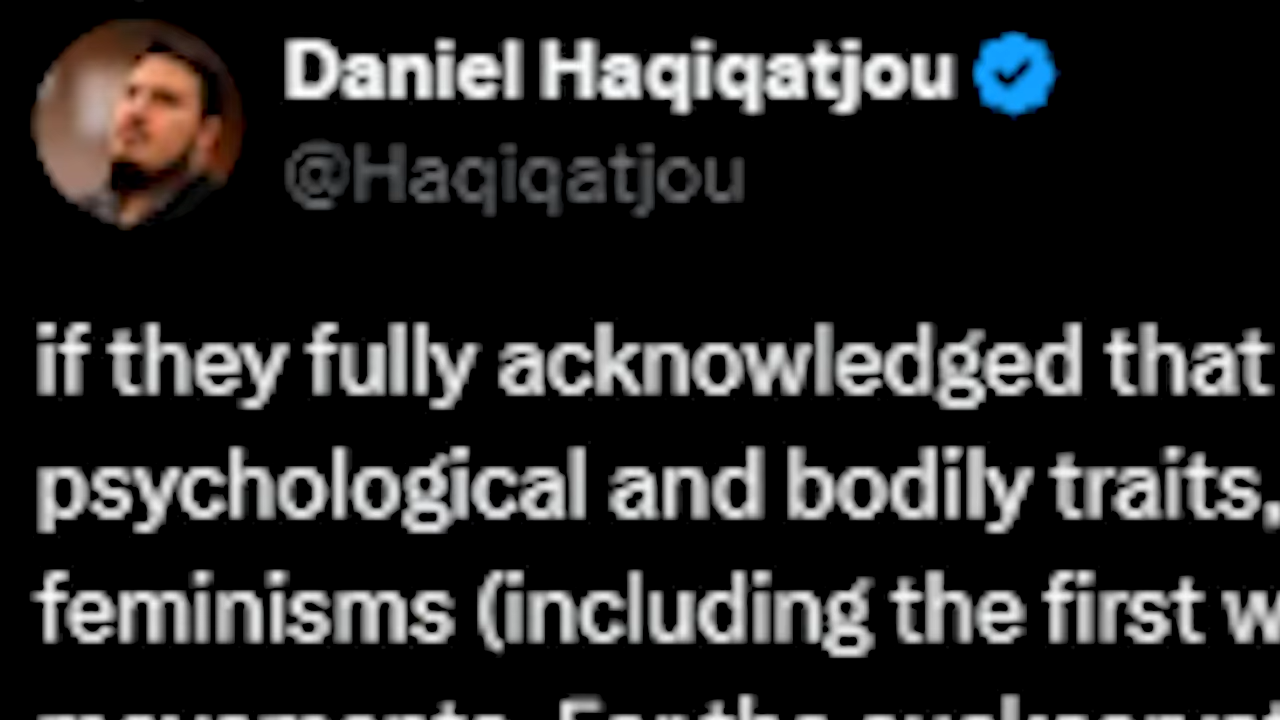 Daniel Haqiqatjou
@Haqiqatjou
if they fully acknowledged that
psychological and bodily traits,
feminisms (including the first w